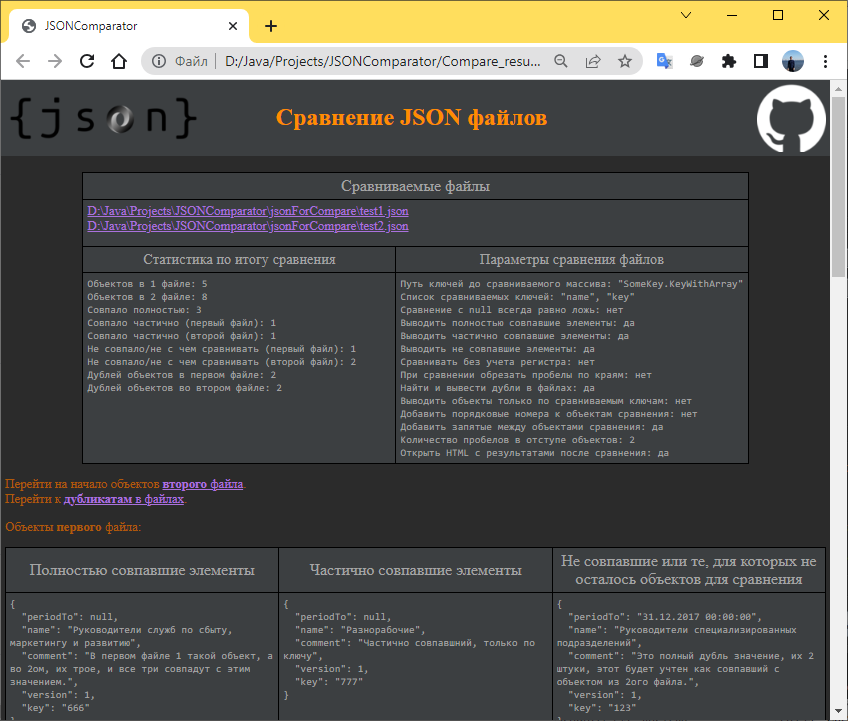 JSONComparator
Файл
D:/Java/Projects/JSONComparator/Compare_resu...
{json}
Сравнение JSON файлов
Сравниваемые файлы
D:\Java\Projects\JSONComparator\jsonForCompare\test1.json
D:\Java\Projects\JSONComparator\jsonForCompare\test2.json
Статистика по итогу сравнения
Объектов в 1 файле: 5
Объектов в 2 файле: 8
Совпало полностью: 3
Совпало частично (первый файл): 1
Совпало частично (второй файл): 1
Не совпало/не с чем сравнивать (первый файл): 1
Не совпало/не с чем сравнивать (второй файл): 2
Дублей объектов в первом файле: 2
Дублей объектов во втором файле: 2
Параметры сравнения файлов
Путь ключей до сравниваемого массива: "SomeKey.KeyWithArray"
Список сравниваемых ключей: "name", "key"
Сравнение с null всегда равно ложь: нет
Выводить полностью совпавшие элементы: да
Выводить частично совпавшие элементы: да
Выводить не совпавшие элементы: да
Сравнивать без учета регистра: нет
При сравнении обрезать пробелы по краям: нет
Найти и вывести дубли в файлах: да
Выводить объекты только по сравниваемым ключам: нет
Добавить порядковые номера к объектам сравнения: нет
Добавить запятые между объектами сравнения: да
Количество пробелов в отступе объектов: 2
Открыть HTML с результатами после сравнения: да
Перейти на начало объектов второго файла.
Перейти к дубликатам в файлах.
Объекты первого файла:
Полностью совпавшие элементы
{
"periodTo": null,
"name": "Руководители служб по сбыту,
маркетингу и развитию",
"comment": "В первом файле 1 такой объект, а
во 2ом, их трое, и все три совпадут с этим
значением.",
"version": 1,
"key": "666"
Частично совпавшие элементы
{
"periodTo": null,
"name": "Разнорабочие",
"comment": "Частично совпавший, только по
ключу",
"version": 1,
"key": "777"
}
Не совпавшие или те, для которых не
осталось объектов для сравнения
{
"periodTo": "31.12.2017 00:00:00",
"name": "Руководители специализированных
подразделений",
"comment": "Это полный дубль значение, их 2
штуки, этот будет учтен как совпавший с
объектом из 2ого файла.",
"version": 1,
"key": "123"